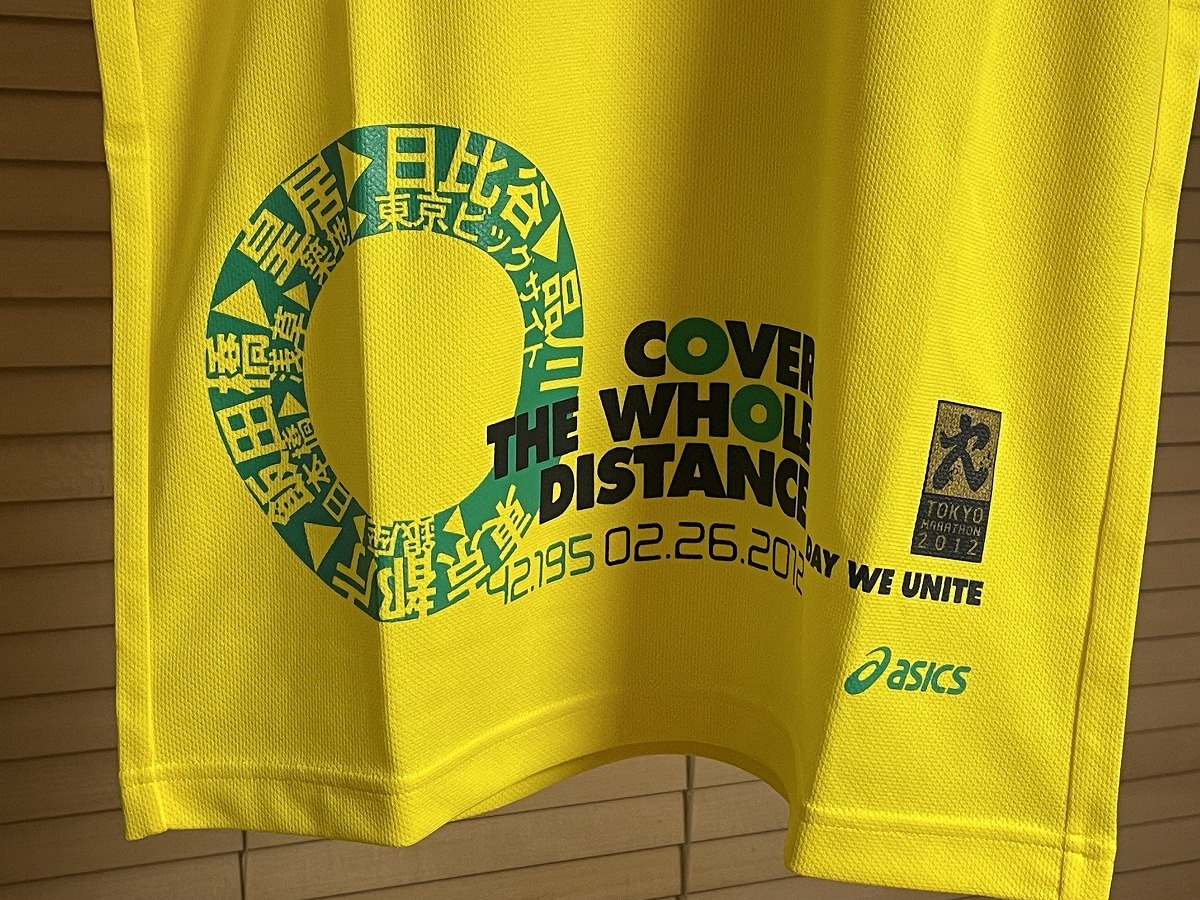 東京都庁▷飯田橋▷皇居▷日比谷▷品川
銀座▷日本橋▷浅草▷築地▷東京ビッグサイト
COVER
THE WHOLE
DISTANCE
42.195 02.26.2012
DAY WE UNITE
TOKYO
MARATHON
2012
asics